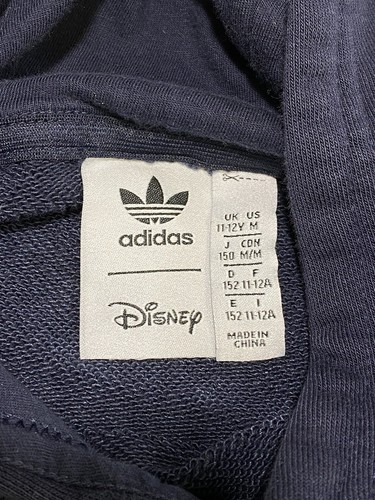 adidas
Disney
UK US
11-12Y M
J CDN
150 M/M
D F
152 11-12A
E I
152 11-12A
MADE IN
CHINA